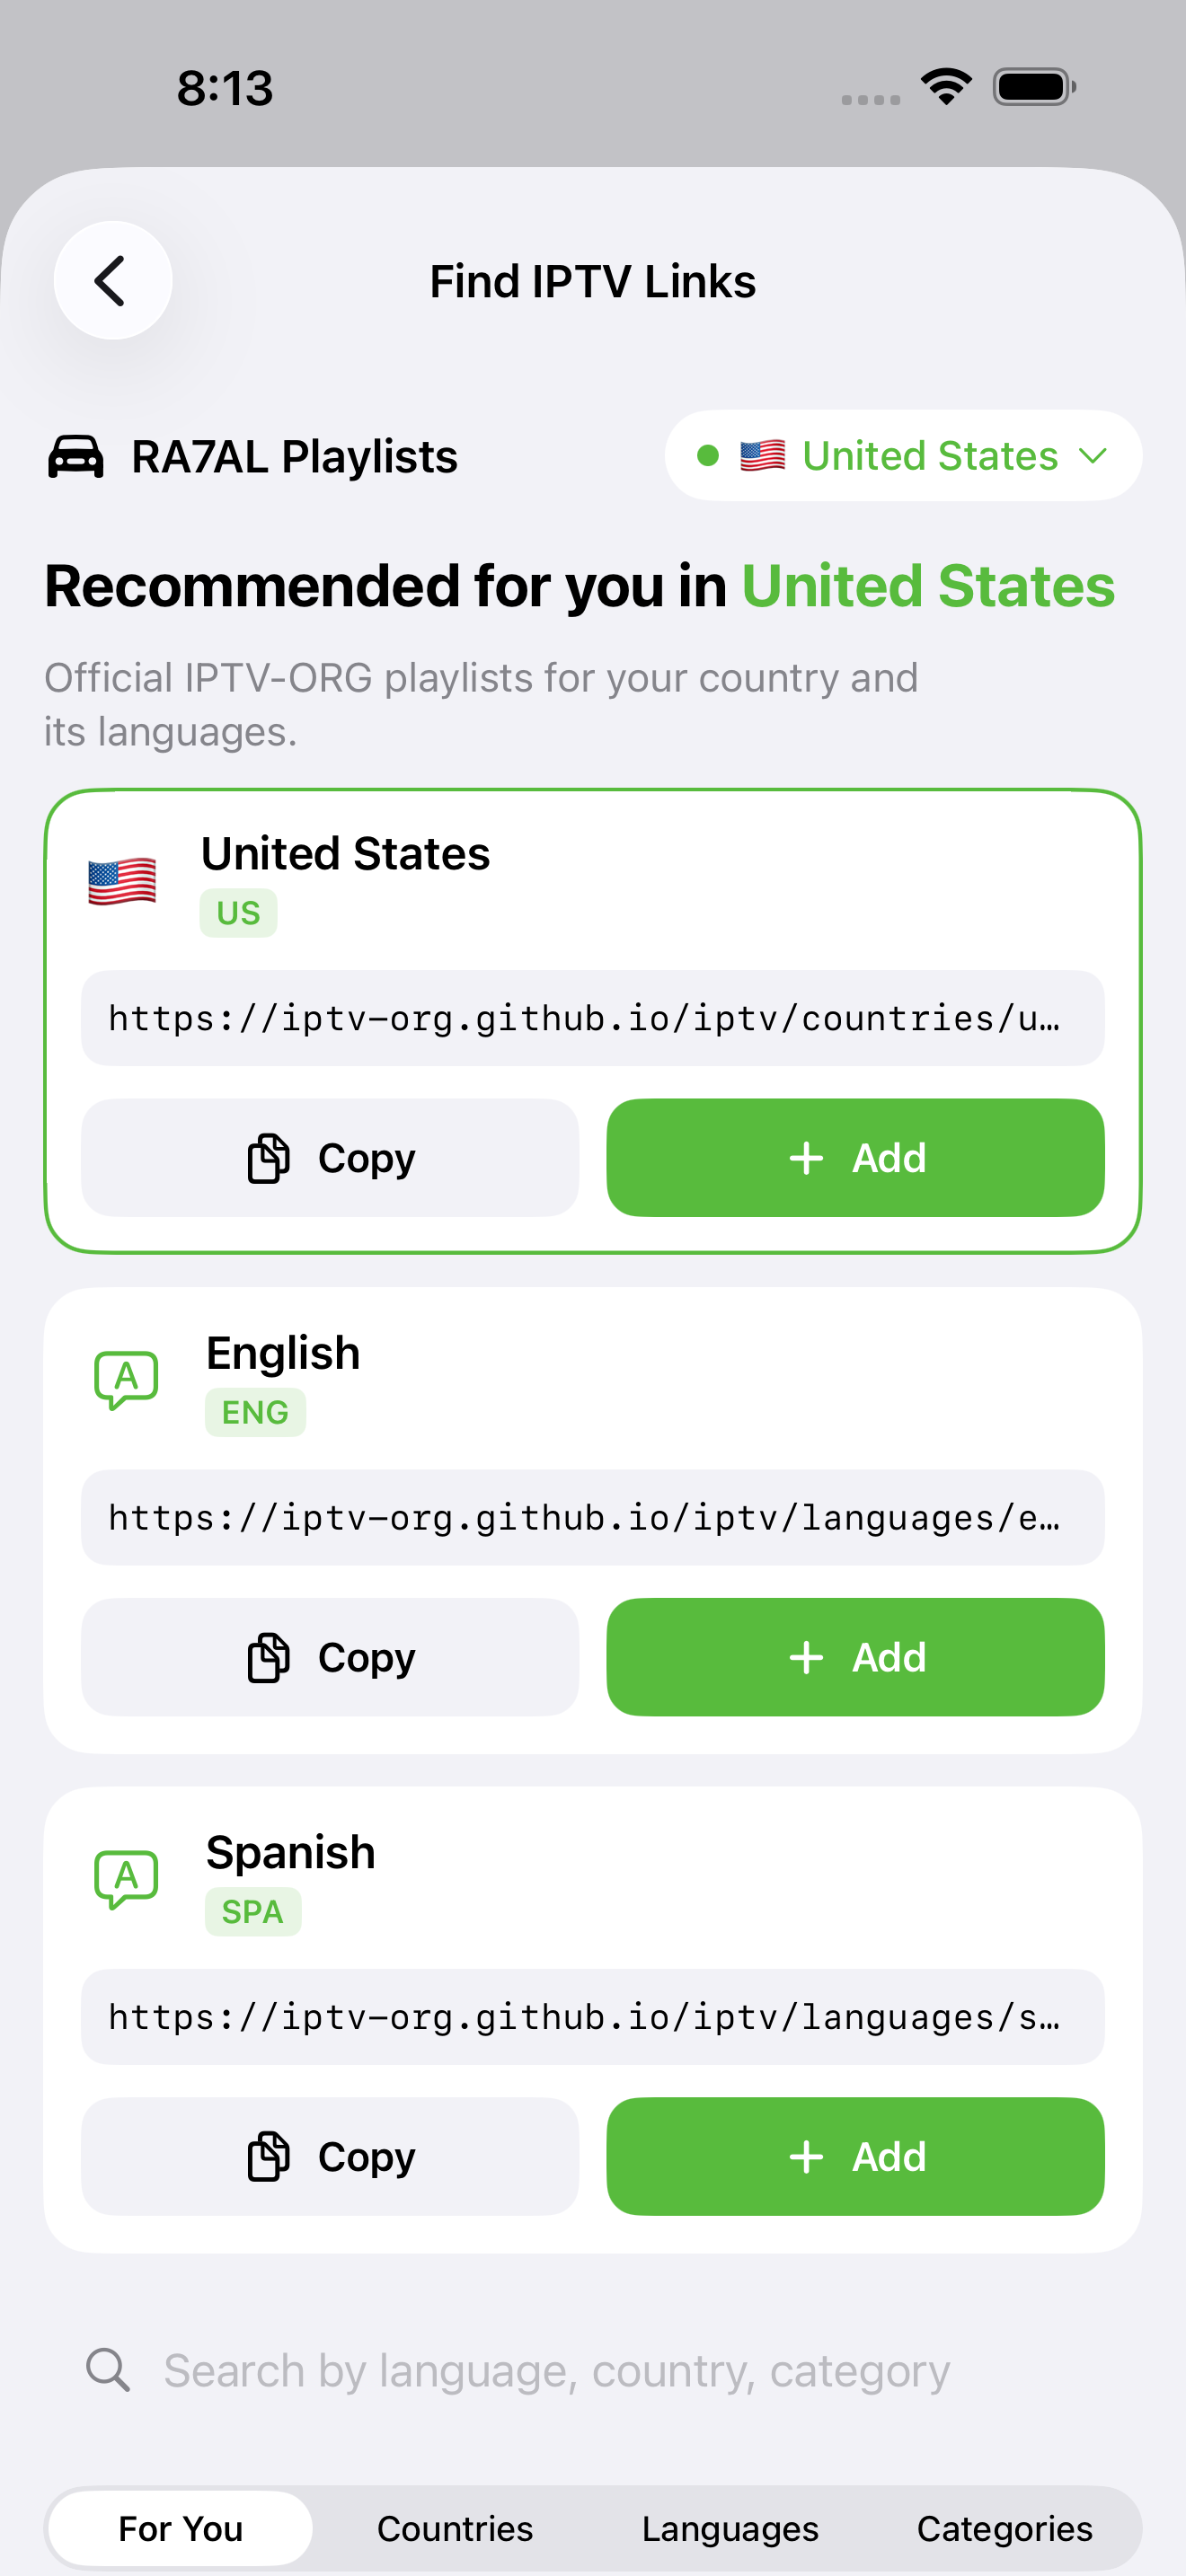 8:13
Find IPTV Links
RA7AL Playlists
🇺🇸 United States
Recommended for you in United States
Official IPTV-ORG playlists for your country and
its languages.
United States
US
https://iptv-org.github.io/iptv/countries/u…
Copy
+ Add
English
ENG
https://iptv-org.github.io/iptv/languages/e…
Copy
+ Add
Spanish
SPA
https://iptv-org.github.io/iptv/languages/s…
Copy
+ Add
Search by language, country, category
For You Countries Languages Categories